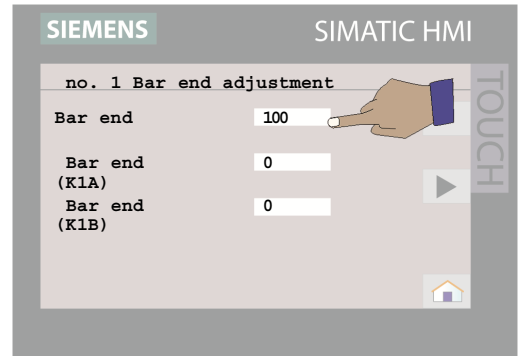 SIEMENS
SIMATIC HMI
TOUCH
no. 1 Bar end adjustment
Bar end 100
Bar end 0
(K1A)
Bar end 0
(K1B)